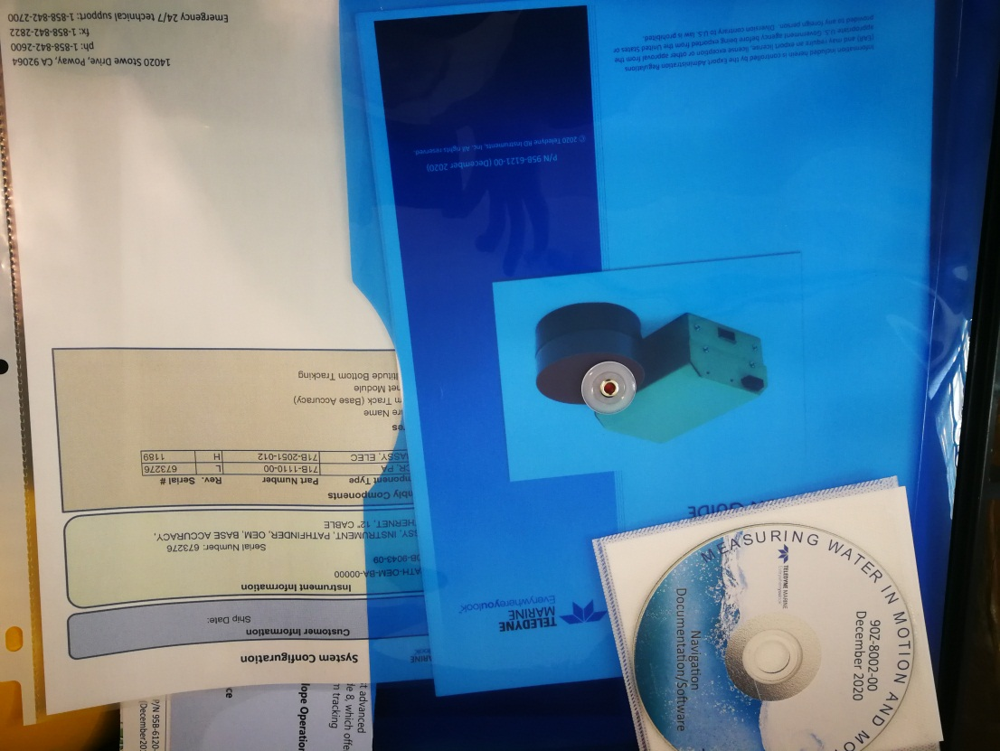 System Configuration
Customer Information
Ship Date:
Instrument Information
ATH-OEM-BA-00000
DB-9043-09
Serial Number: 673276
SY, INSTRUMENT, PATHFINDER, OEM, BASE ACCURACY,
HERNET, 12" CABLE
bly Components
mponent Type Part Number Rev. Serial #
CR, PA 71B-1110-00 L 673276
ASSY, ELEC 71B-2051-012 H 1189
es
re Name
m Track (Base Accuracy)
net Module
titude Bottom Tracking
14020 Stowe Drive, Poway, CA 92064
ph: 1-858-842-2600
fx: 1-858-842-2822
Emergency 24/7 technical support: 1-858-842-2700
TELEDYNE
MARINE
Everywhereyoulook
GUIDE
P/N 958-6121-00 (December 2020)
© 2020 Teledyne RD Instruments, Inc. All rights reserved.
Information included herein is controlled by the Export Administration Regulations
(EAR) and may require an export license, license exception or other approval from the
appropriate U.S. Government agency before being exported from the United States or
provided to any foreign person. Diversion contrary to U.S. law is prohibited.
MEASURING WATER IN MOTION AND MO
TELEDYNE MARINE
90Z-8002-00
December 2020
Navigation
Documentation/Software
t advanced
le 8, which offe
n tracking
lope Operation
ce
P/N 958-6120-
(December20